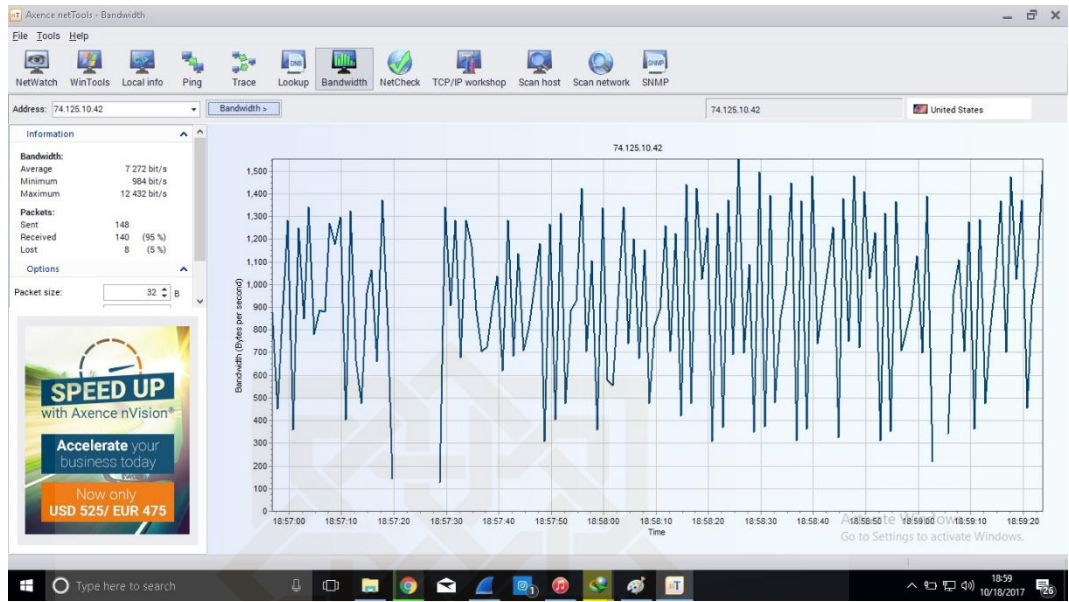 nT Axence netTools - Bandwidth
File Tools Help
NetWatch WinTools Local info Ping Trace Lookup Bandwidth NetCheck TCP/IP workshop Scan host Scan network SNMP
DNS SNMP
Address: 74.125.10.42 Bandwidth > 74.125.10.42 United States
Information
Bandwidth:
Average 7 272 bit/s
Minimum 984 bit/s
Maximum 12 432 bit/s
Packets:
Sent 148
Received 140 (95 %)
Lost 8 (5 %)
Options
Packet size: 32 B
SPEED UP
with Axence nVision®
Accelerate your
business today
Now only
USD 525/ EUR 475
74.125.10.42
Bandwidth (Bytes per second)
1,500
1,400
1,300
1,200
1,100
1,000
900
800
700
600
500
400
300
200
100
0
18:57:00 18:57:10 18:57:20 18:57:30 18:57:40 18:57:50 18:58:00 18:58:10 18:58:20 18:58:30 18:58:40 18:58:50 18:59:00 18:59:10 18:59:20
Time
Activate Windows
Go to Settings to activate Windows.
Type here to search
nT
18:59
10/18/2017
26